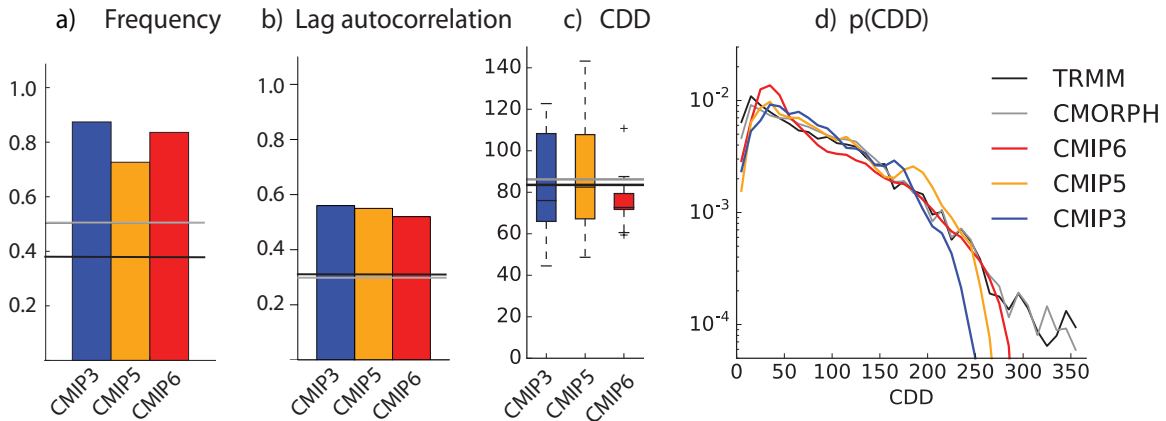 a) Frequency
1.0
0.8
0.6
0.4
0.2
CMIP3
CMIP5
CMIP6
b) Lag autocorrelation
1.0
0.8
0.6
0.4
0.2
CMIP3
CMIP5
CMIP6
c) CDD
140
120
100
80
60
40
20
0
CMIP3
CMIP5
CMIP6
d) p(CDD)
10-2
10-3
10-4
0 50 100 150 200 250 300 350
CDD
TRMM
CMORPH
CMIP6
CMIP5
CMIP3